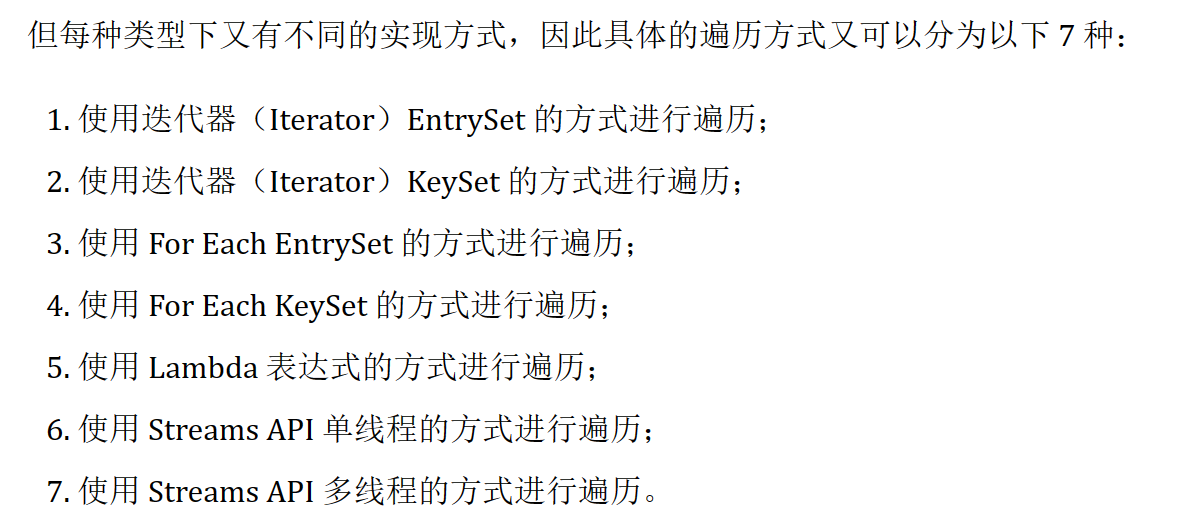 但每种类型下又有不同的实现方式，因此具体的遍历方式又可以分为以下 7 种：
1. 使用迭代器（Iterator）EntrySet 的方式进行遍历；
2. 使用迭代器（Iterator）KeySet 的方式进行遍历；
3. 使用 For Each EntrySet 的方式进行遍历；
4. 使用 For Each KeySet 的方式进行遍历；
5. 使用 Lambda 表达式的方式进行遍历；
6. 使用 Streams API 单线程的方式进行遍历；
7. 使用 Streams API 多线程的方式进行遍历。